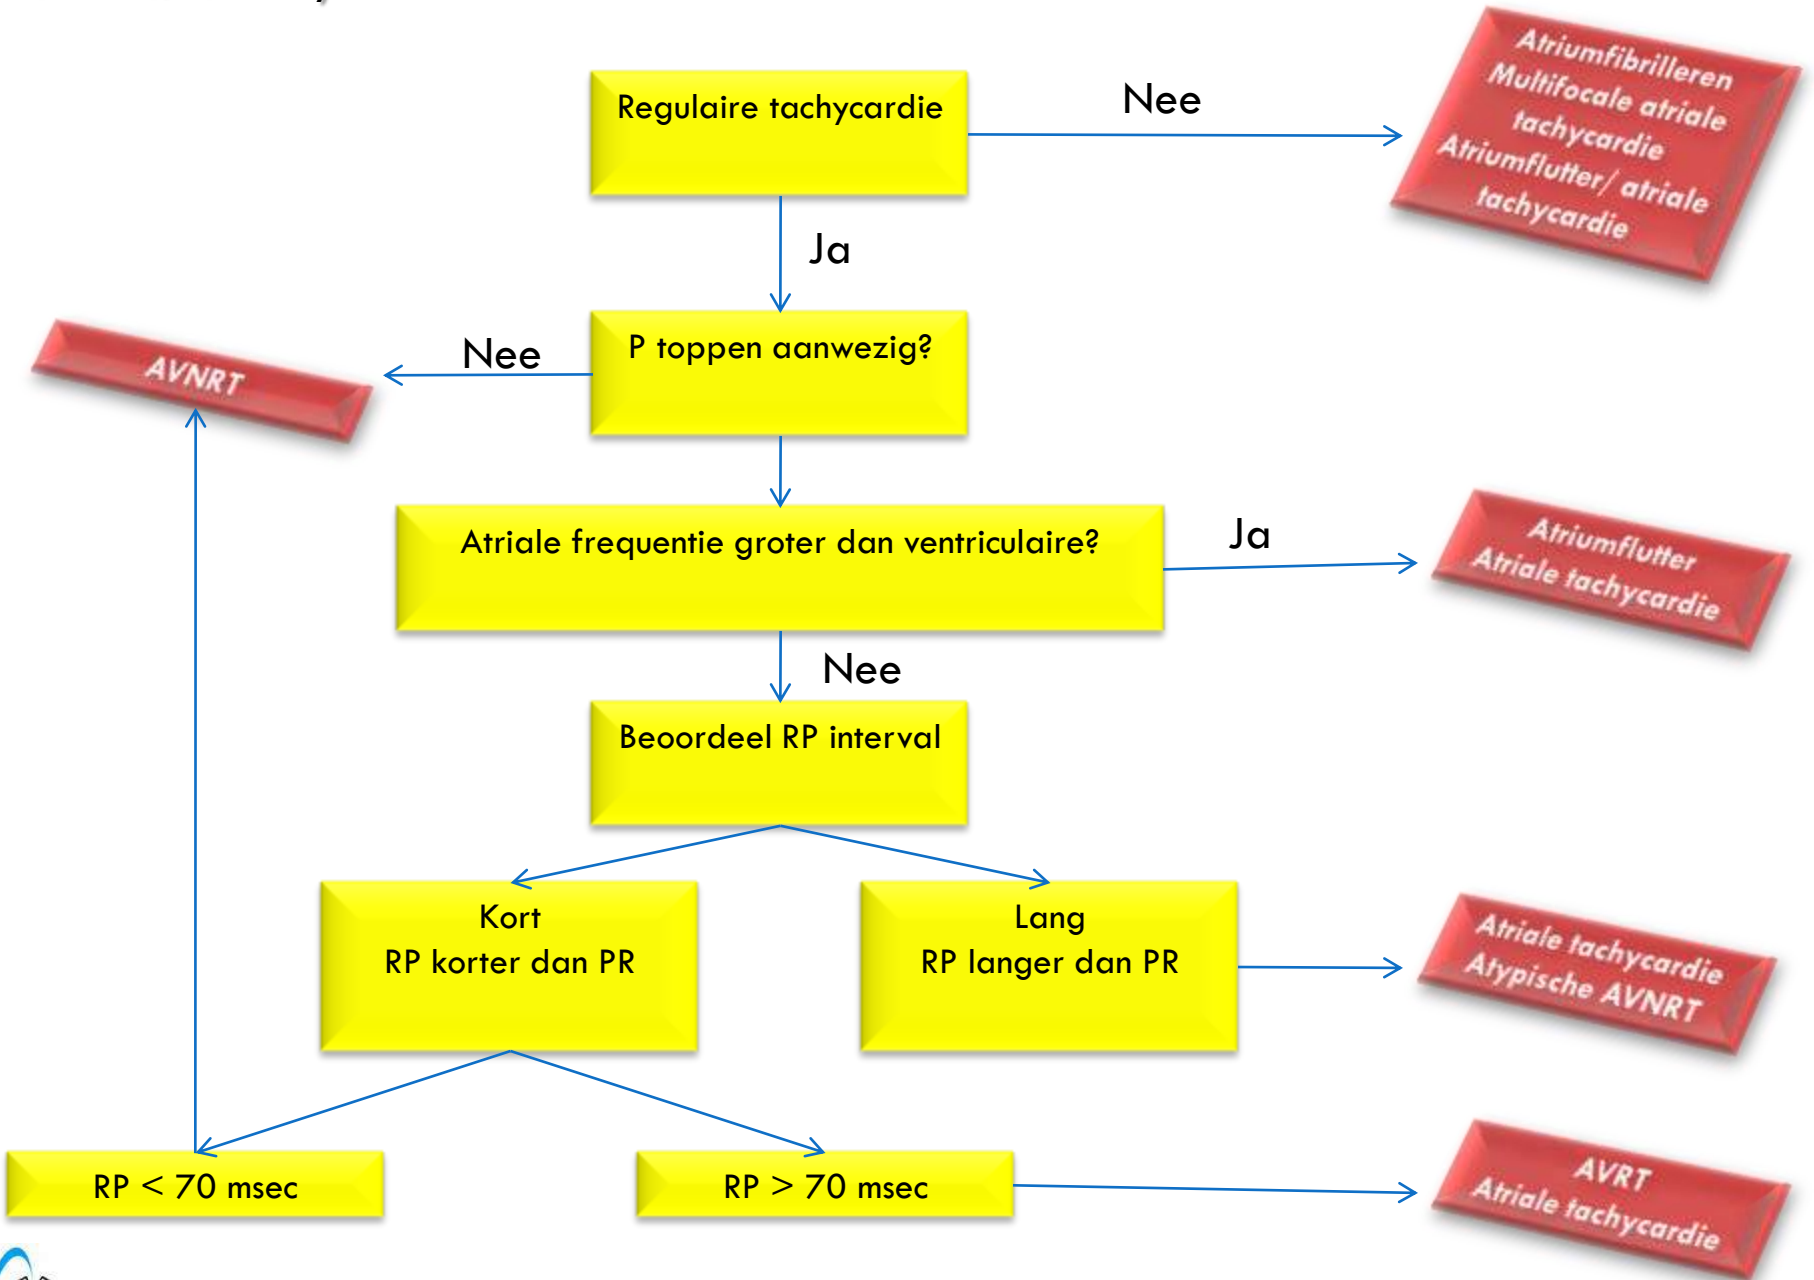 Regulaire tachycardie
Nee
Atriumfibrilleren
Multifocale atriale
tachycardie
Atriumflutter/ atriale
tachycardie
Ja
P toppen aanwezig?
Nee
AVNRT
Atriale frequentie groter dan ventriculaire?
Ja
Atriumflutter
Atriale tachycardie
Nee
Beoordeel RP interval
Kort
RP korter dan PR
Lang
RP langer dan PR
Atriale tachycardie
Atypische AVNRT
RP < 70 msec
RP > 70 msec
AVRT
Atriale tachycardie